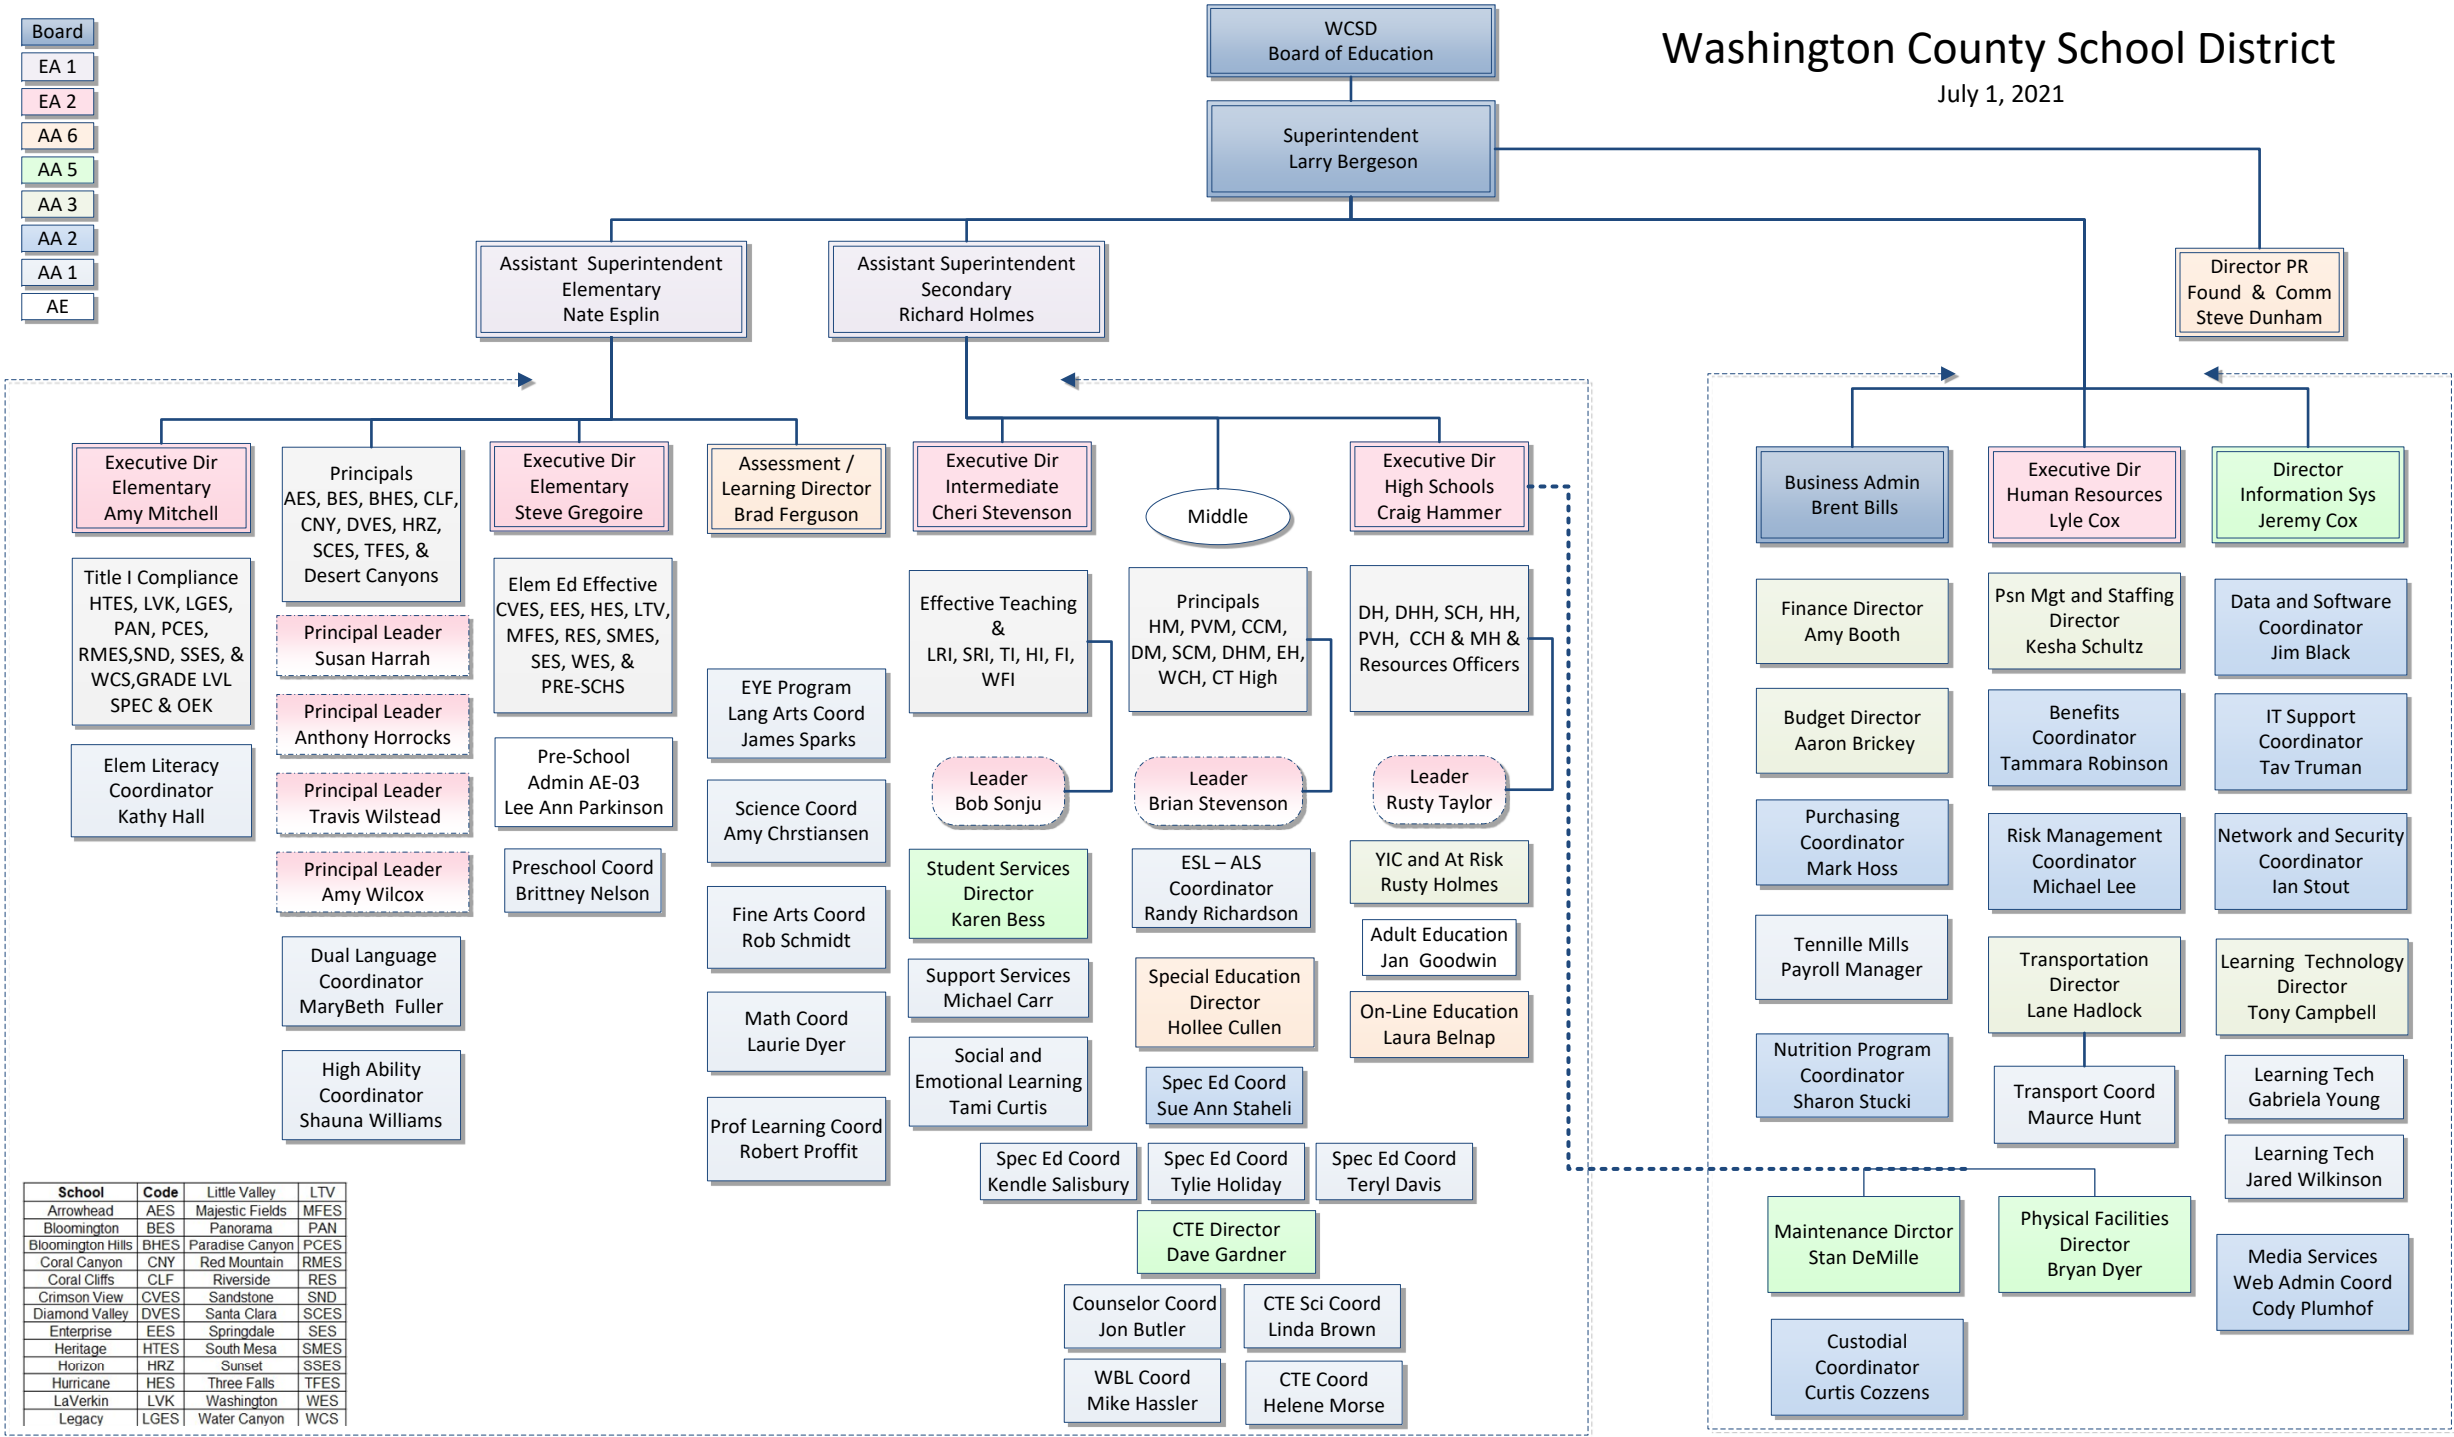 Board
EA 1
EA 2
AA 6
AA 5
AA 3
AA 2
AA 1
AE
WCSD
Board of Education
Washington County School District
July 1, 2021
Superintendent
Larry Bergeson
Assistant  Superintendent
Elementary
Nate Esplin
Assistant Superintendent
Secondary
Richard Holmes
Director PR
Found  &  Comm
Steve Dunham
Executive Dir
Elementary
Amy Mitchell
Title I Compliance
HTES, LVK, LGES,
PAN, PCES,
RMES,SND, SSES, &
WCS,GRADE LVL
SPEC & OEK
Elem Literacy
Coordinator
Kathy Hall
Principals
AES, BES, BHES, CLF,
CNY, DVES, HRZ,
SCES, TFES, &
Desert Canyons
Principal Leader
Susan Harrah
Principal Leader
Anthony Horrocks
Principal Leader
Travis Wilstead
Principal Leader
Amy Wilcox
Dual Language
Coordinator
MaryBeth  Fuller
High Ability
Coordinator
Shauna Williams
Executive Dir
Elementary
Steve Gregoire
Elem Ed Effective
CVES, EES, HES, LTV,
MFES, RES, SMES,
SES, WES, &
PRE-SCHS
Pre-School
Admin AE-03
Lee Ann Parkinson
Preschool Coord
Brittney Nelson
Assessment /
Learning Director
Brad Ferguson
EYE Program
Lang Arts Coord
James Sparks
Science Coord
Amy Chrstiansen
Fine Arts Coord
Rob Schmidt
Math Coord
Laurie Dyer
Prof Learning Coord
Robert Proffit
Executive Dir
Intermediate
Cheri Stevenson
Effective Teaching
&
LRI, SRI, TI, HI, FI,
WFI
Leader
Bob Sonju
Student Services
Director
Karen Bess
Support Services
Michael Carr
Social and
Emotional Learning
Tami Curtis
Middle
Principals
HM, PVM, CCM,
DM, SCM, DHM, EH,
WCH, CT High
Leader
Brian Stevenson
ESL – ALS
Coordinator
Randy Richardson
Special Education
Director
Hollee Cullen
Spec Ed Coord
Sue Ann Staheli
Executive Dir
High Schools
Craig Hammer
DH, DHH, SCH, HH,
PVH,  CCH & MH &
Resources Officers
Leader
Rusty Taylor
YIC and At Risk
Rusty Holmes
Adult Education
Jan  Goodwin
On-Line Education
Laura Belnap
Spec Ed Coord
Kendle Salisbury
Spec Ed Coord
Tylie Holiday
Spec Ed Coord
Teryl Davis
CTE Director
Dave Gardner
Counselor Coord
Jon Butler
CTE Sci Coord
Linda Brown
WBL Coord
Mike Hassler
CTE Coord
Helene Morse
Business Admin
Brent Bills
Finance Director
Amy Booth
Budget Director
Aaron Brickey
Purchasing
Coordinator
Mark Hoss
Tennille Mills
Payroll Manager
Nutrition Program
Coordinator
Sharon Stucki
Executive Dir
Human Resources
Lyle Cox
Psn Mgt and Staffing
Director
Kesha Schultz
Benefits
Coordinator
Tammara Robinson
Risk Management
Coordinator
Michael Lee
Transportation
Director
Lane Hadlock
Transport Coord
Maurce Hunt
Director
Information Sys
Jeremy Cox
Data and Software
Coordinator
Jim Black
IT Support
Coordinator
Tav Truman
Network and Security
Coordinator
Ian Stout
Learning  Technology
Director
Tony Campbell
Learning Tech
Gabriela Young
Learning Tech
Jared Wilkinson
Media Services
Web Admin Coord
Cody Plumhof
Maintenance Dirctor
Stan DeMille
Physical Facilities
Director
Bryan Dyer
Custodial
Coordinator
Curtis Cozzens
School Code Little Valley LTV
Arrowhead AES Majestic Fields MFES
Bloomington BES Panorama PAN
Bloomington Hills BHES Paradise Canyon PCES
Coral Canyon CNY Red Mountain RMES
Coral Cliffs CLF Riverside RES
Crimson View CVES Sandstone SND
Diamond Valley DVES Santa Clara SCES
Enterprise EES Springdale SES
Heritage HTES South Mesa SMES
Horizon HRZ Sunset SSES
Hurricane HES Three Falls TFES
LaVerkin LVK Washington WES
Legacy LGES Water Canyon WCS